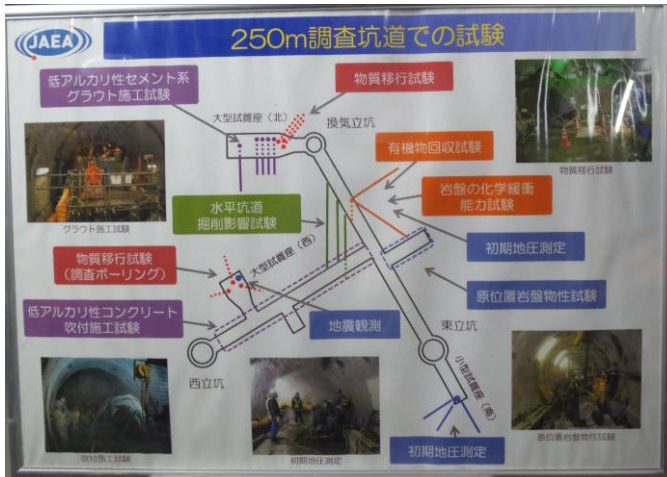 JAEA
250m調査坑道での試験
低アルカリ性セメント系
グラウト施工試験
物質移行試験
大型試錐座(北)
換気立坑
グラウト施工試験
有機物回収試験
物質移行試験
岩盤の化学緩衝
能力試験
水平坑道
掘削影響試験
初期地圧測定
物質移行試験
(調査ボーリング)
大型試錐座(西)
原位置岩盤物性試験
低アルカリ性コンクリート
吹付施工試験
地震観測
東立坑
西立坑
小型試錐座(南)
吹付施工試験
初期地圧測定
初期地圧測定
原位置岩盤物性試験